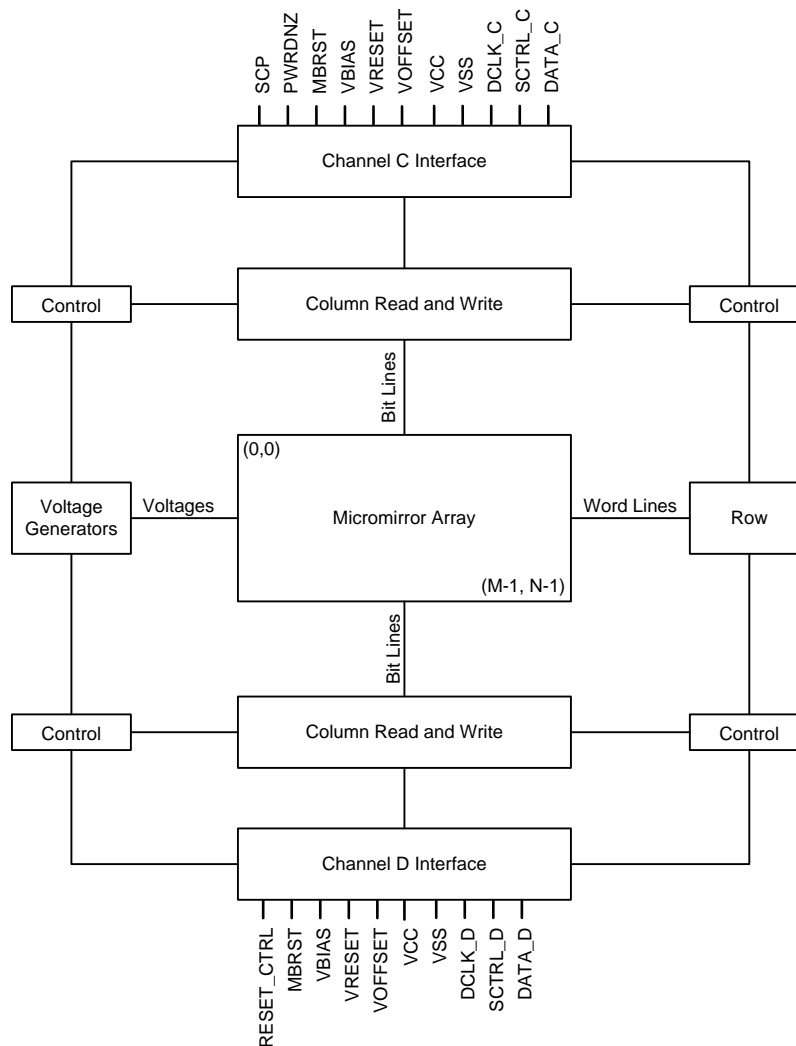 SCP
PWRDNZ
MBRST
VBIAS
VRESET
VOFFSET
VCC
VSS
DCLK_C
SCTRL_C
DATA_C
Channel C Interface
Control
Column Read and Write
Control
Bit Lines
(0,0)
Voltage
Generators
Voltages
Micromirror Array
Word Lines
Row
(M-1, N-1)
Bit Lines
Control
Column Read and Write
Control
Channel D Interface
RESET_CTRL
MBRST
VBIAS
VRESET
VOFFSET
VCC
VSS
DCLK_D
SCTRL_D
DATA_D